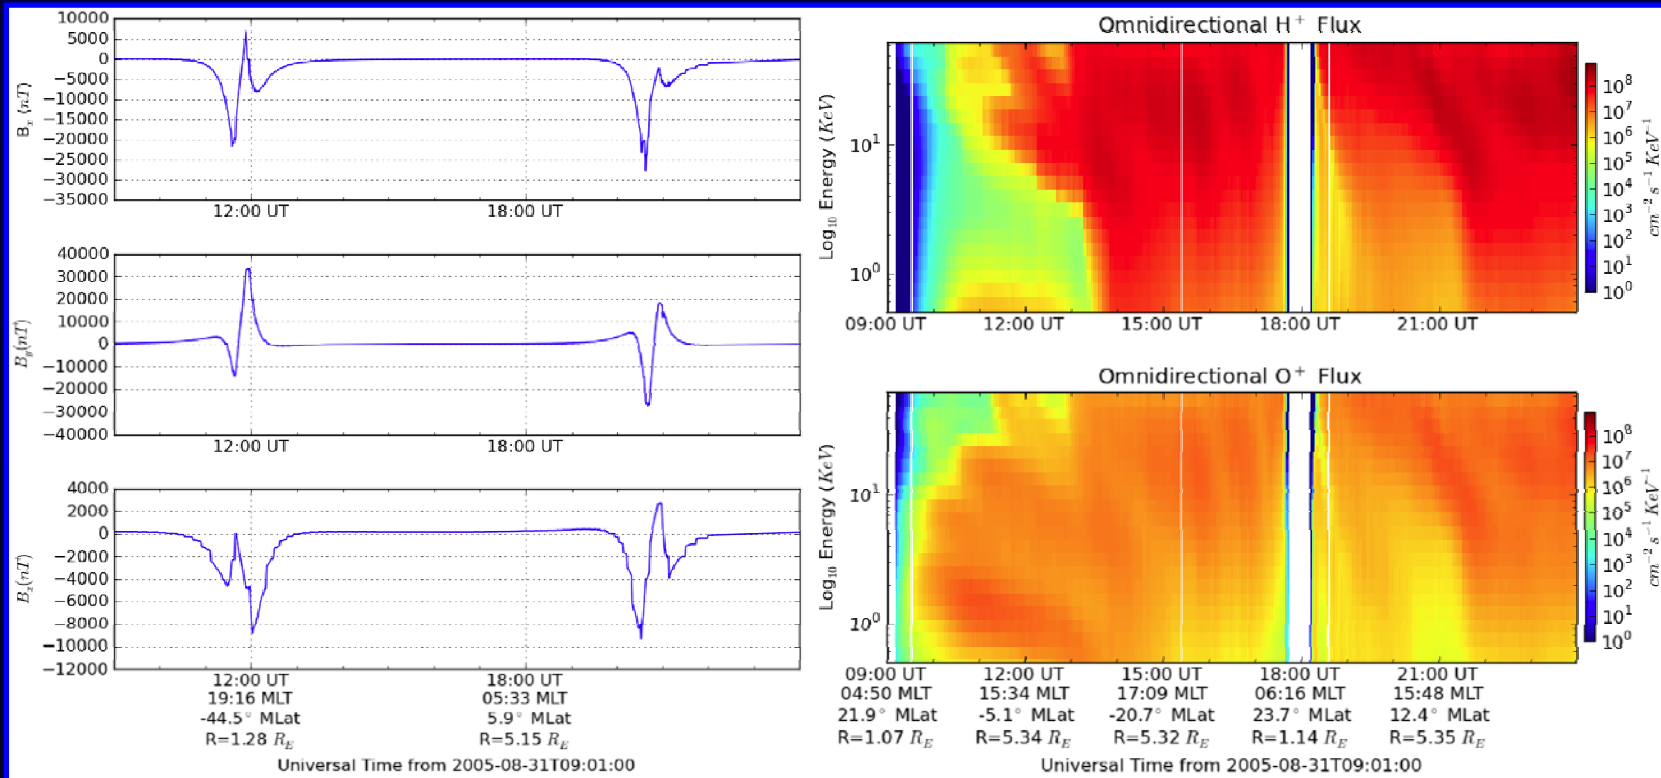 10000
5000
0
−5000
−10000
−15000
−20000
−25000
−30000
−35000
B_x (nT)
12:00 UT 18:00 UT
40000
30000
20000
10000
0
−10000
−20000
−30000
−40000
B_y(nT)
12:00 UT 18:00 UT
4000
2000
0
−2000
−4000
−6000
−8000
−10000
−12000
B_z(nT)
12:00 UT 18:00 UT
19:16 MLT 05:33 MLT
-44.5° MLat 5.9° MLat
R=1.28 R_E R=5.15 R_E
Universal Time from 2005-08-31T09:01:00
Omnidirectional H⁺ Flux
Log₁₀ Energy (KeV)
10¹
10⁰
09:00 UT 12:00 UT 15:00 UT 18:00 UT 21:00 UT
10⁸
10⁷
10⁶
10⁵
10⁴
10³
10²
10¹
10⁰
cm⁻² s⁻¹ KeV⁻¹
Omnidirectional O⁺ Flux
Log₁₀ Energy (KeV)
10¹
10⁰
10⁸
10⁷
10⁶
10⁵
10⁴
10³
10²
10¹
10⁰
cm⁻² s⁻¹ KeV⁻¹
09:00 UT 12:00 UT 15:00 UT 18:00 UT 21:00 UT
04:50 MLT 15:34 MLT 17:09 MLT 06:16 MLT 15:48 MLT
21.9° MLat -5.1° MLat -20.7° MLat 23.7° MLat 12.4° MLat
R=1.07 R_E R=5.34 R_E R=5.32 R_E R=1.14 R_E R=5.35 R_E
Universal Time from 2005-08-31T09:01:00